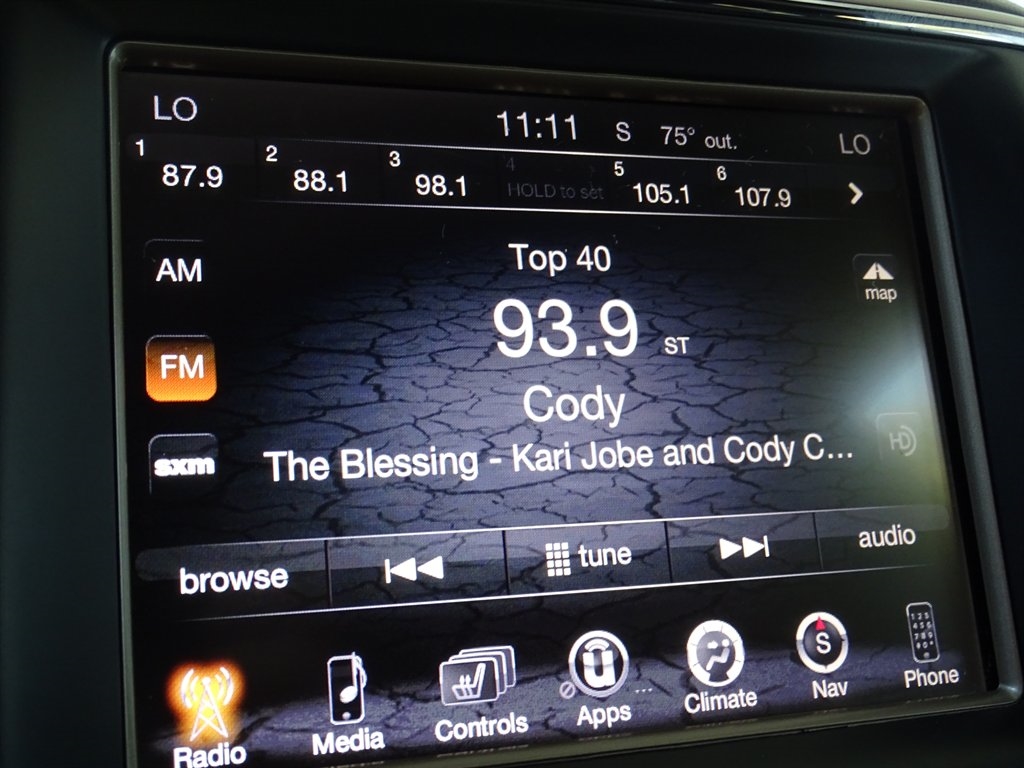 LO 11:11 S 75° out. LO
1 87.9 2 88.1 3 98.1 4 HOLD to set 5 105.1 6 107.9
Top 40
AM
map
93.9 ST
FM
Cody
HD
The Blessing - Kari Jobe and Cody C...
sxm
browse tune audio
Radio Media Controls Apps ... Climate S Nav Phone